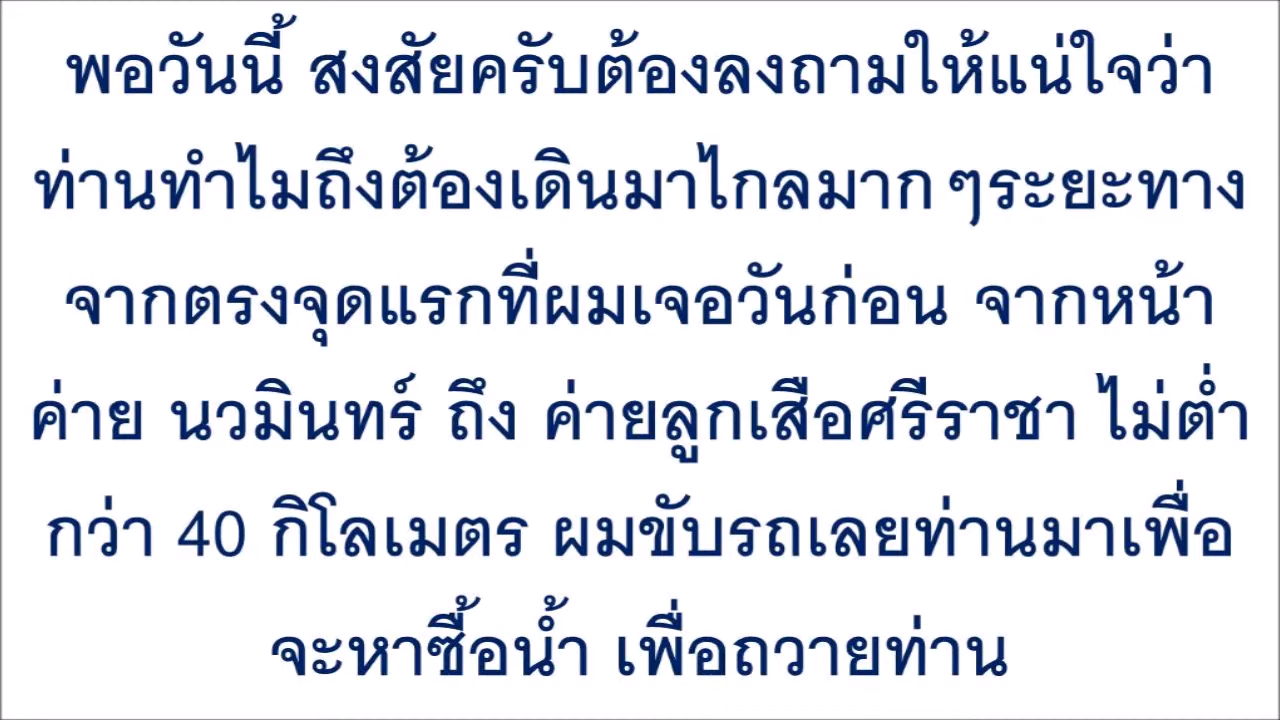 พอวันนี้ สงสัยครับต้องลงถามให้แน่ใจว่า
ท่านทำไมถึงต้องเดินมาไกลมาก ๆระยะทาง
จากตรงจุดแรกที่ผมเจอวันก่อน จากหน้า
ค่าย นวมินทร์ ถึง ค่ายลูกเสือศรีราชา ไม่ต่ำ
กว่า 40 กิโลเมตร ผมขับรถเลยท่านมาเพื่อ
จะหาซื้อน้ำ เพื่อถวายท่าน